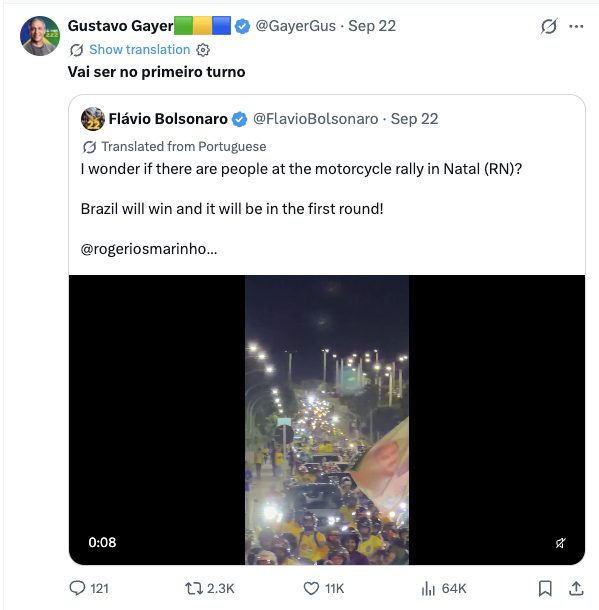 Gustavo Gayer🟩🟨🟦 @GayerGus · Sep 22
Show translation
Vai ser no primeiro turno
Flávio Bolsonaro @FlavioBolsonaro · Sep 22
Translated from Portuguese
I wonder if there are people at the motorcycle rally in Natal (RN)?
Brazil will win and it will be in the first round!
@rogeriosmarinho...
0:08
121 2.3K 11K 64K